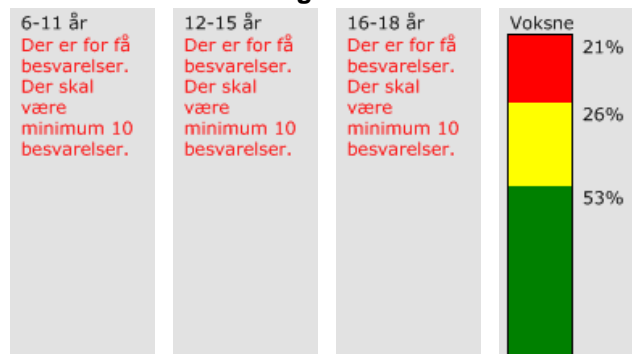 6-11 år
Der er for få
besvarelser.
Der skal
være
minimum 10
besvarelser.
12-15 år
Der er for få
besvarelser.
Der skal
være
minimum 10
besvarelser.
16-18 år
Der er for få
besvarelser.
Der skal
være
minimum 10
besvarelser.
Voksne
21%
26%
53%